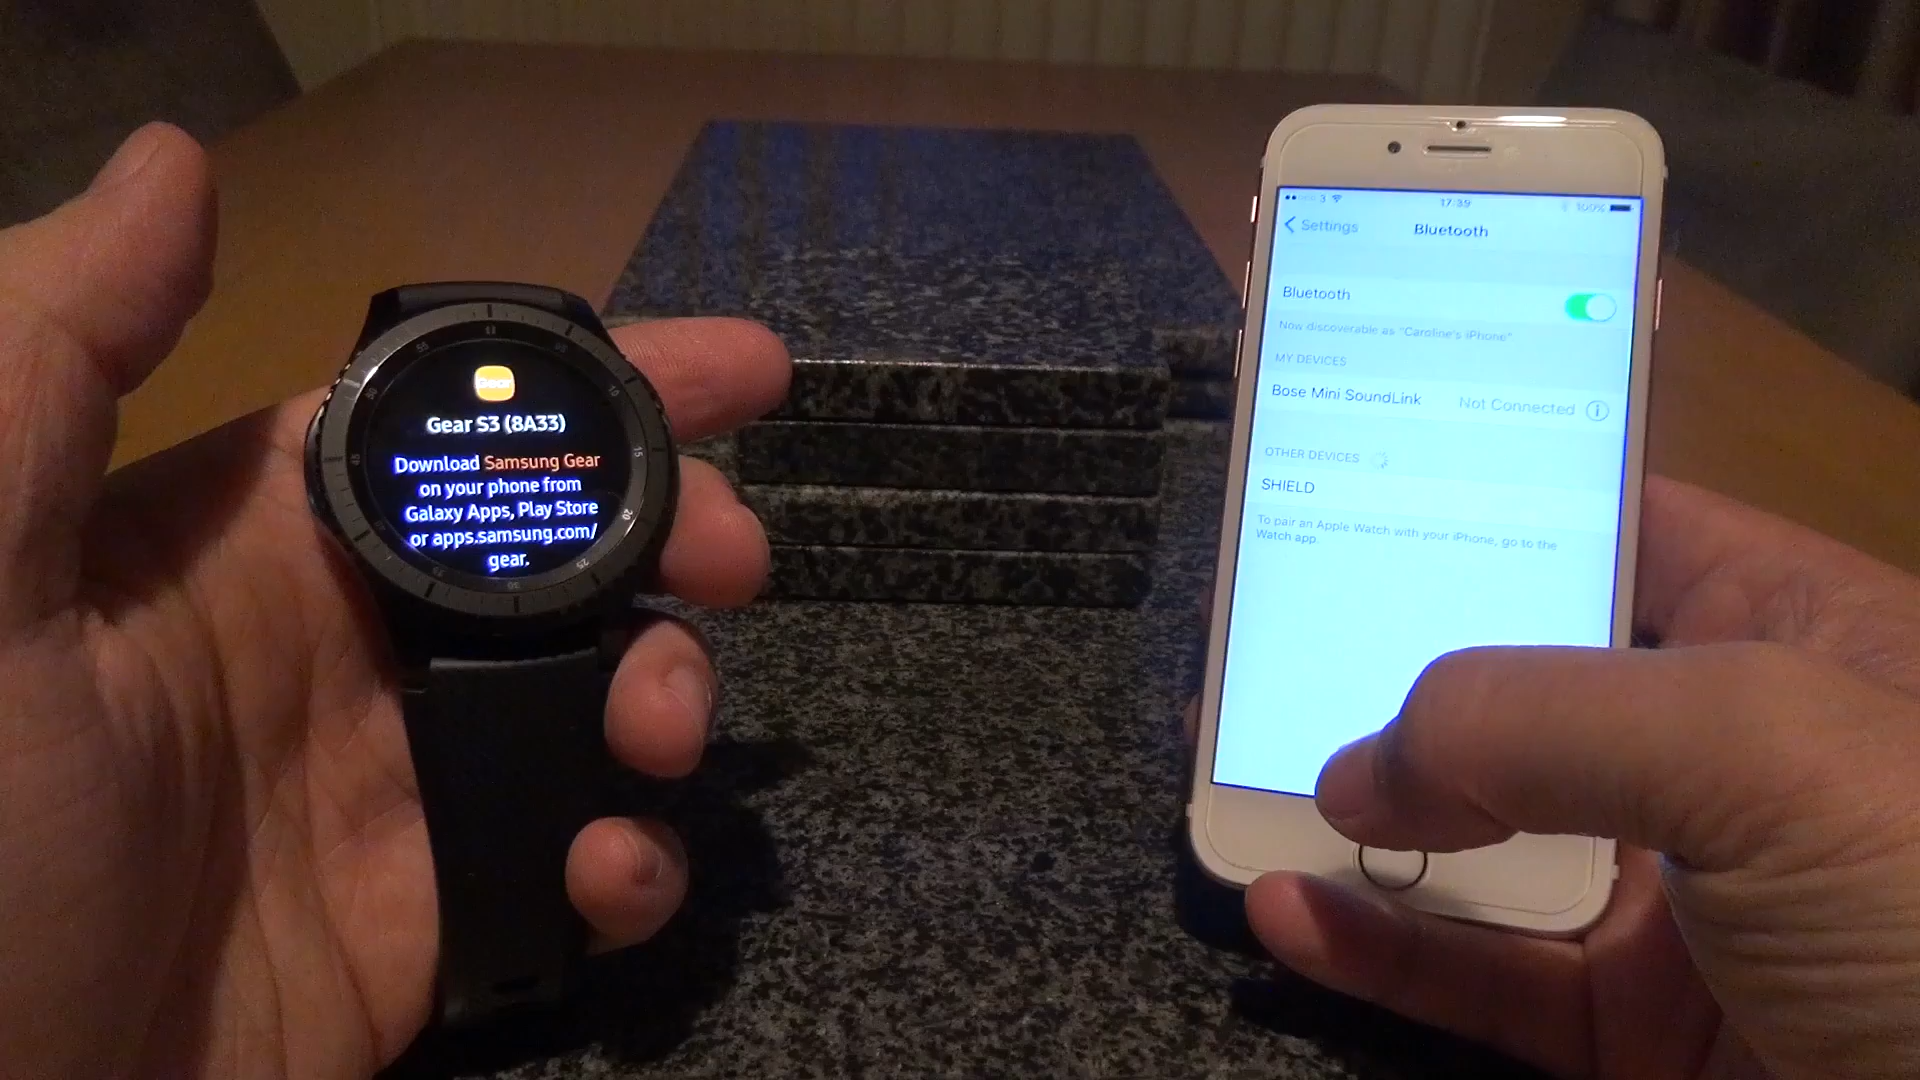 Gear
Gear S3 (8A33)
Download Samsung Gear
on your phone from
Galaxy Apps, Play Store
or apps.samsung.com/
gear.
3 17:39 100%
Settings Bluetooth
Bluetooth
Now discoverable as "Caroline's iPhone"
MY DEVICES
Bose Mini SoundLink Not Connected
OTHER DEVICES
SHIELD
To pair an Apple Watch with your iPhone, go to the
Watch app.